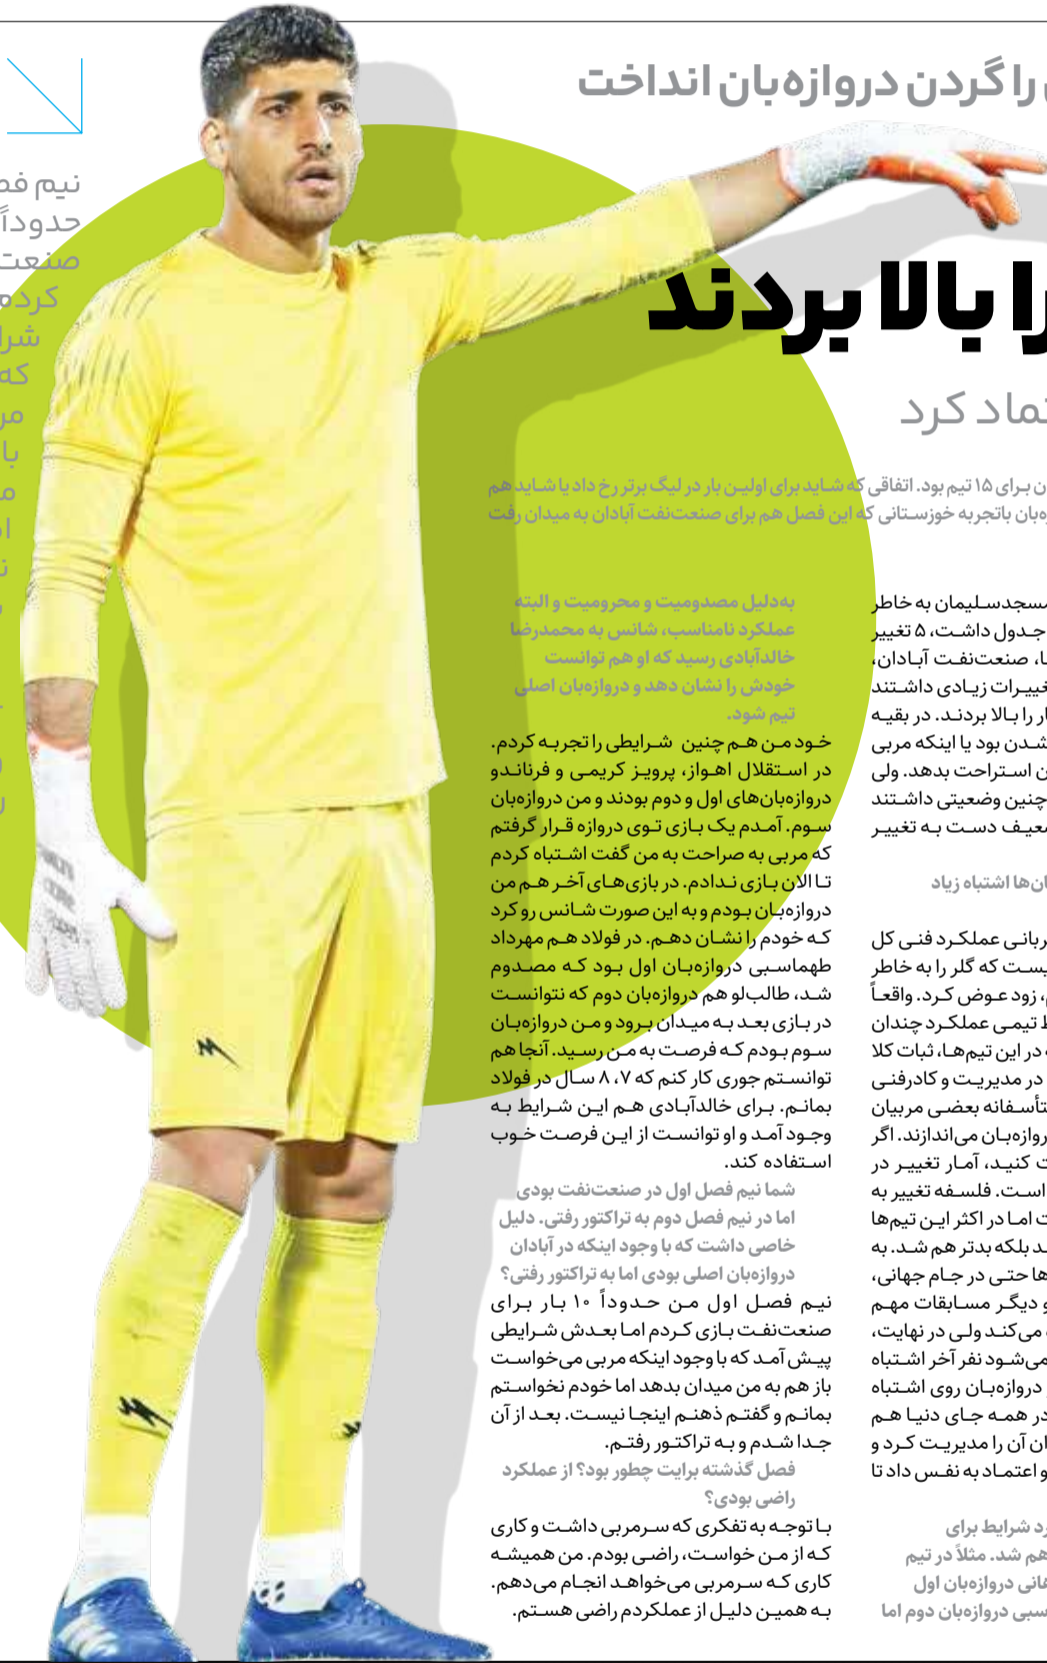 را گردن دروازه‌بان انداخت
را بالا بردند
کرد
برای ۱۵ تیم بود. اتفاقی که شاید برای اولین بار در لیگ برتر رخ داد یا شاید هم
باتجربه خوزستانی که این فصل هم برای صنعت‌نفت آبادان به میدان رفت
مسجدسلیمان به خاطر
جدول داشت، ۵ تغییر
صنعت‌نفت آبادان،
تغییرات زیادی داشتند
را بالا بردند. در بقیه
شدن بود یا اینکه مربی
استراحت بدهد. ولی
چنین وضعیتی داشتند
ضعیف دست به تغییر
اشتباه زیاد
عملکرد فنی کل
نیست که گلر را به خاطر
زود عوض کرد. واقعاً
تیمی عملکرد چندان
در این تیم‌ها، ثبات کلا
در مدیریت و کادرفنی
متأسفانه بعضی مربیان
دروازه‌بان می‌اندازند. اگر
کنید، آمار تغییر در
است. فلسفه تغییر به
اما در اکثر این تیم‌ها
بلکه بدتر هم شد. به
حتی در جام جهانی،
و دیگر مسابقات مهم
می‌کند ولی در نهایت،
می‌شود نفر آخر اشتباه
دروازه‌بان روی اشتباه
در همه جای دنیا هم
آن را مدیریت کرد و
و اعتماد به نفس داد تا
شرایط برای
هم شد. مثلاً در تیم
دروازه‌بان اول
دروازه‌بان دوم اما
به‌دلیل مصدومیت و محرومیت و البته
عملکرد نامناسب، شانس به محمدرضا
خالدآبادی رسید که او هم توانست
خودش را نشان دهد و دروازه‌بان اصلی
تیم شود.
خود من هم چنین شرایطی را تجربه کردم.
در استقلال اهواز، پرویز کریمی و فرناندو
دروازه‌بان‌های اول و دوم بودند و من دروازه‌بان
سوم. آمدم یک بازی توی دروازه قرار گرفتم
که مربی به صراحت به من گفت اشتباه کردم
تا الان بازی ندادم. در بازی‌های آخر هم من
دروازه‌بان بودم و به این صورت شانس رو کرد
که خودم را نشان دهم. در فولاد هم مهرداد
طهماسبی دروازه‌بان اول بود که مصدوم
شد، طالب‌لو هم دروازه‌بان دوم که نتوانست
در بازی بعد به میدان برود و من دروازه‌بان
سوم بودم که فرصت به من رسید. آنجا هم
توانستم جوری کار کنم که ۷، ۸ سال در فولاد
بمانم. برای خالدآبادی هم این شرایط به
وجود آمد و او توانست از این فرصت خوب
استفاده کند.
شما نیم فصل اول در صنعت‌نفت بودی
اما در نیم فصل دوم به تراکتور رفتی. دلیل
خاصی داشت که با وجود اینکه در آبادان
دروازه‌بان اصلی بودی اما به تراکتور رفتی؟
نیم فصل اول من حدوداً ۱۰ بار برای
صنعت‌نفت بازی کردم اما بعدش شرایطی
پیش آمد که با وجود اینکه مربی می‌خواست
باز هم به من میدان بدهد اما خودم نخواستم
بمانم و گفتم ذهنم اینجا نیست. بعد از آن
جدا شدم و به تراکتور رفتم.
فصل گذشته برایت چطور بود؟ از عملکرد
راضی بودی؟
با توجه به تفکری که سرمربی داشت و کاری
که از من خواست، راضی بودم. من همیشه
کاری که سرمربی می‌خواهد انجام می‌دهم.
به همین دلیل از عملکردم راضی هستم.
نیم
حدوداً
صنعت
کردم
که